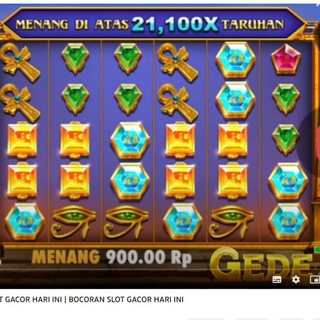 MENANG DI ATAS 21,100X TARUHAN
MENANG 900.00 Rp
GEDE
T GACOR HARI INI | BOCORAN SLOT GACOR HARI INI